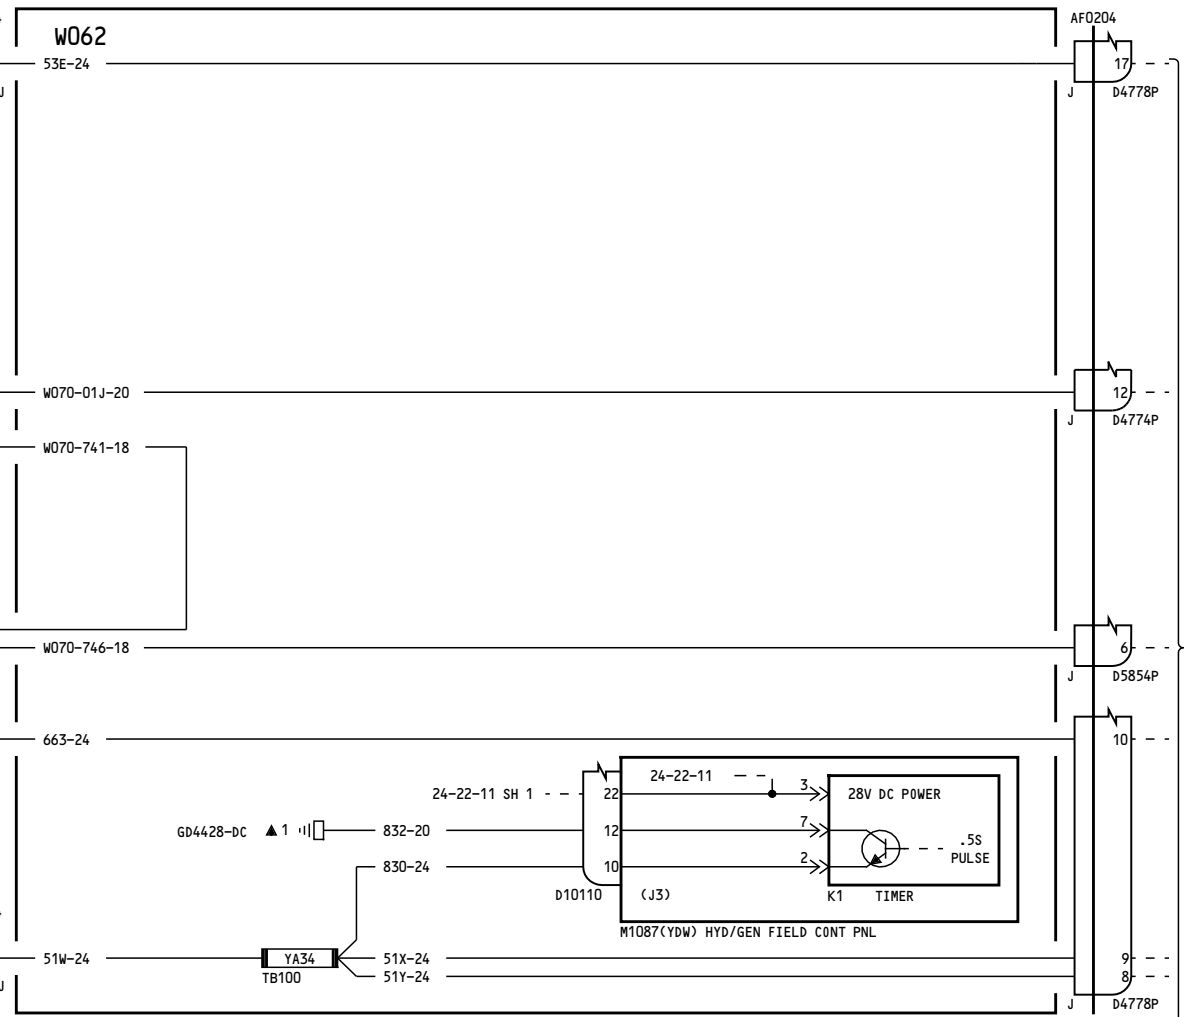 AF0204
W062
53E-24
17
J
J
D4778P
W070-01J-20
12
J
D4774P
W070-741-18
W070-746-18
6
J
D5854P
663-24
10
24-22-11
24-22-11 SH 1
22
3
28V DC POWER
GD4428-DC
1
832-20
12
7
.5S
PULSE
830-24
10
2
D10110
(J3)
K1
TIMER
M1087(YDW) HYD/GEN FIELD CONT PNL
51W-24
YA34
51X-24
9
TB100
51Y-24
8
J
J
D4778P